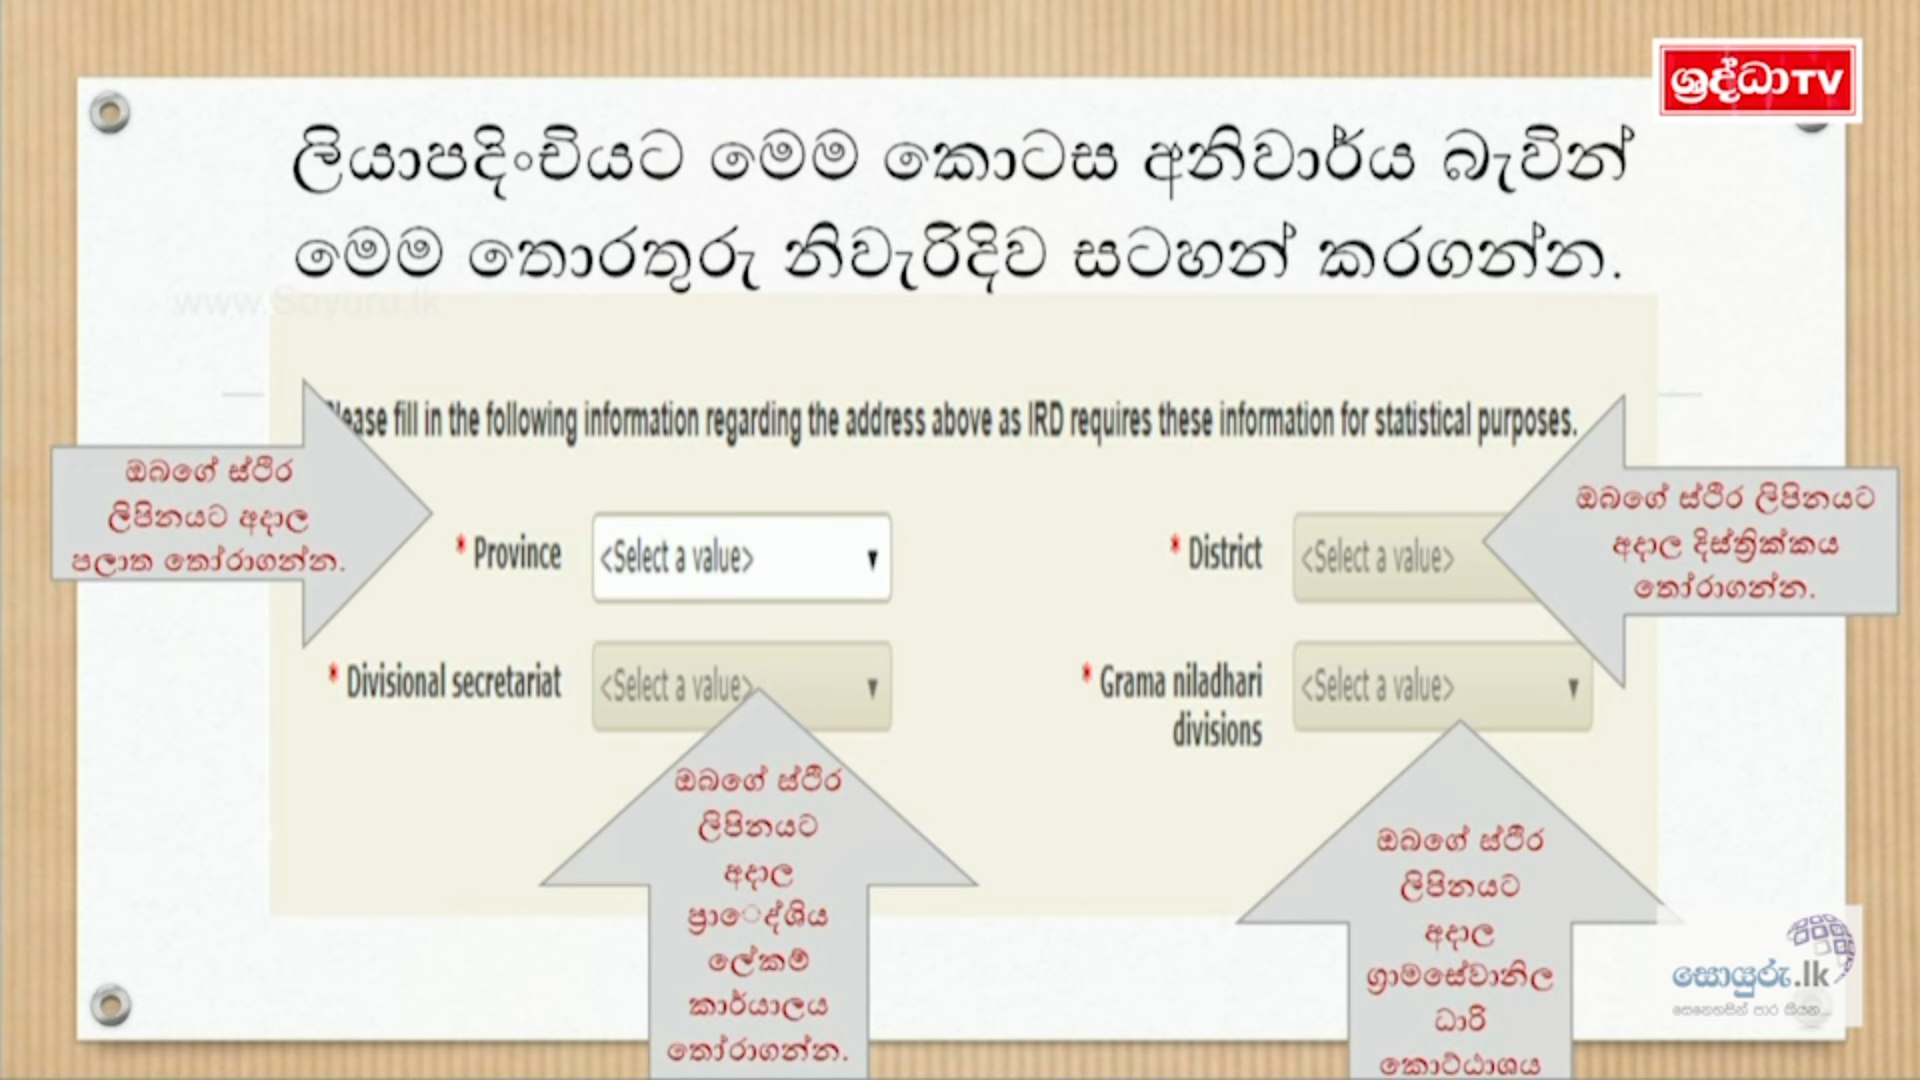 ශ්‍රද්ධා TV
ලියාපදිංචියට මෙම කොටස අනිවාර්ය බැවින්
මෙම තොරතුරු නිවැරිදිව සටහන් කරගන්න.
www.Soyuru.lk
Please fill in the following information regarding the address above as IRD requires these information for statistical purposes.
ඔබගේ ස්ථිර
ලිපිනයට අදාල
පලාත තෝරාගන්න.
* Province
<Select a value>
* District
<Select a value>
ඔබගේ ස්ථිර ලිපිනයට
අදාල දිස්ත්‍රික්කය
තෝරාගන්න.
* Divisional secretariat
<Select a value>
* Grama niladhari
divisions
<Select a value>
ඔබගේ ස්ථිර
ලිපිනයට
අදාල
ප්‍රාෙද්ශිය
ලේකම්
කාර්යාලය
තෝරාගන්න.
ඔබගේ ස්ථිර
ලිපිනයට
අදාල
ග්‍රාමසේවානිල
ධාරි
කොට්ඨාශය
සොයුරු.lk
සෙනෙහසින් පාර කියන...